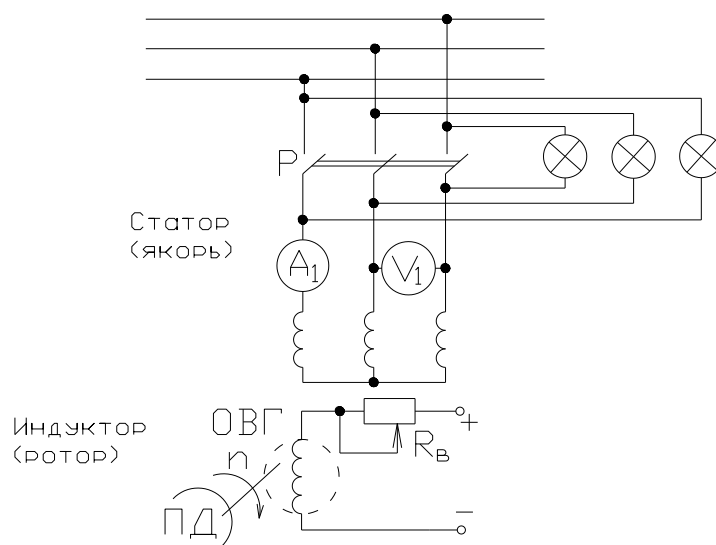 Р
Статор
(якорь)
A1
V1
ОВГ
+
Rв
Индуктор
(ротор)
n
ПД
−